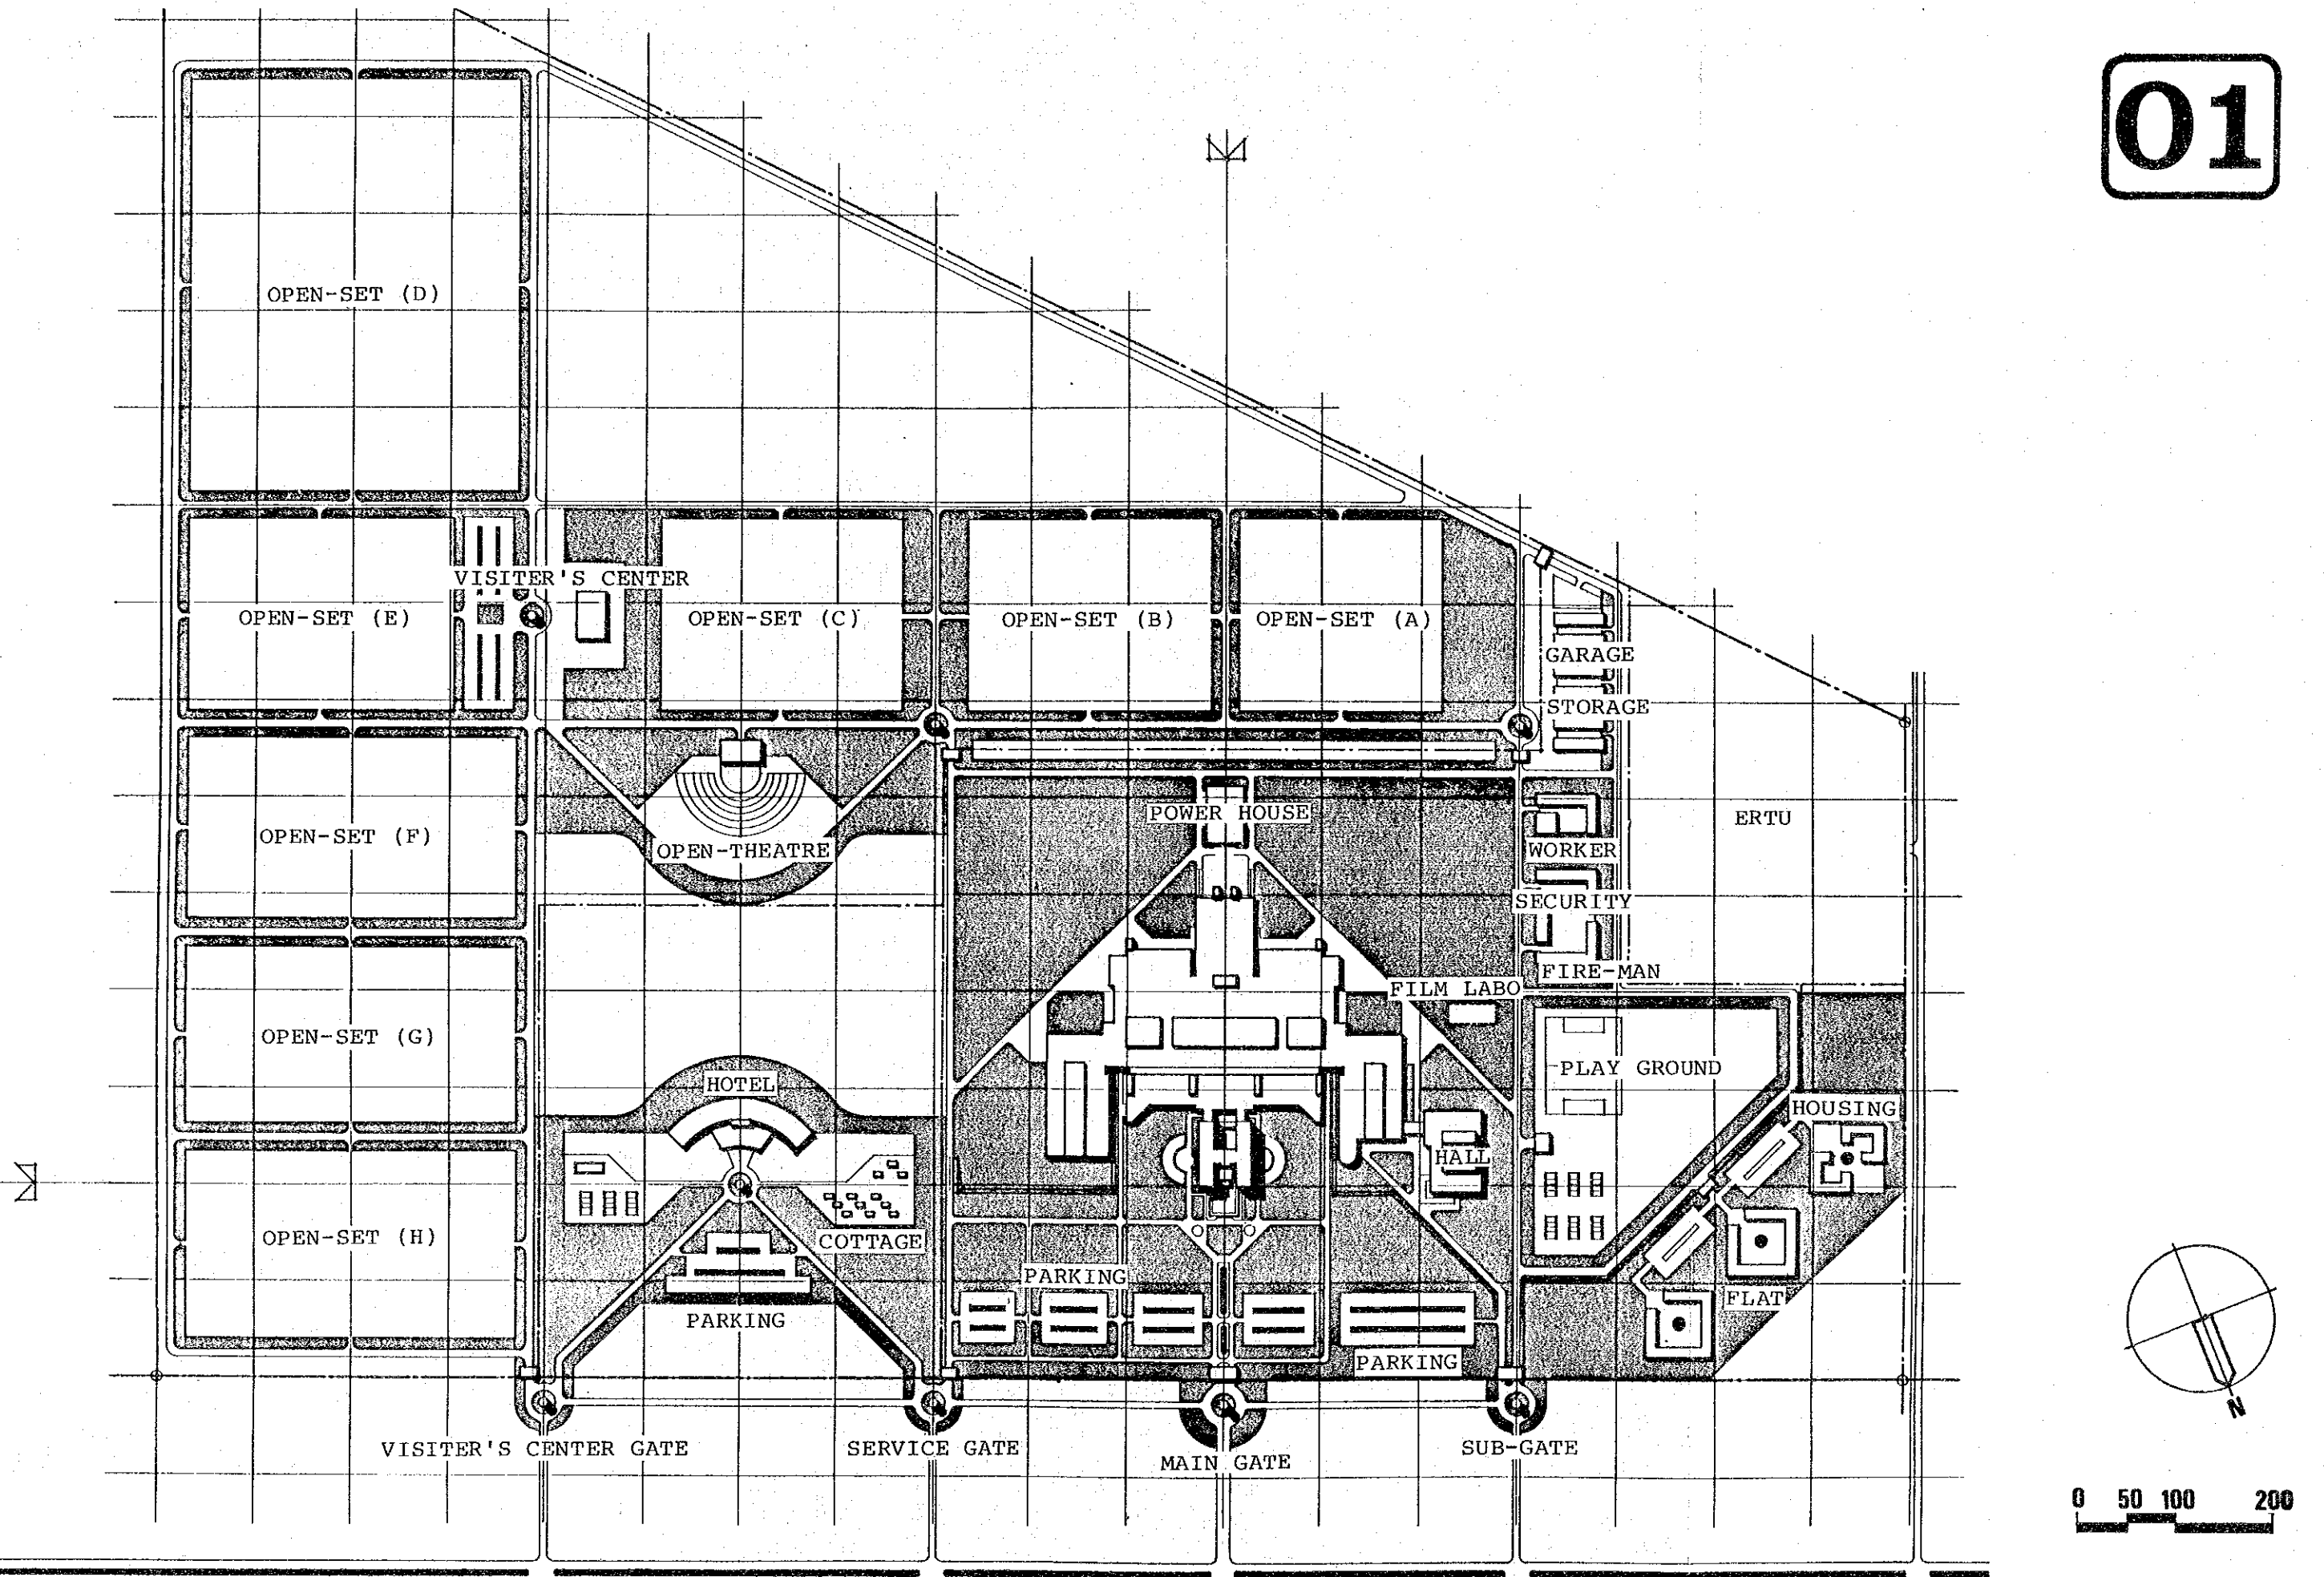 01
OPEN-SET (D)
VISITER'S CENTER
OPEN-SET (E)
OPEN-SET (C)
OPEN-SET (B)
OPEN-SET (A)
GARAGE
STORAGE
POWER HOUSE
ERTU
OPEN-SET (F)
OPEN-THEATRE
WORKER
SECURITY
FIRE-MAN
FILM LABO
OPEN-SET (G)
PLAY GROUND
HOTEL
HOUSING
HALL
OPEN-SET (H)
COTTAGE
PARKING
FLAT
PARKING
PARKING
N
VISITER'S CENTER GATE
SERVICE GATE
MAIN GATE
SUB-GATE
0 50 100 200